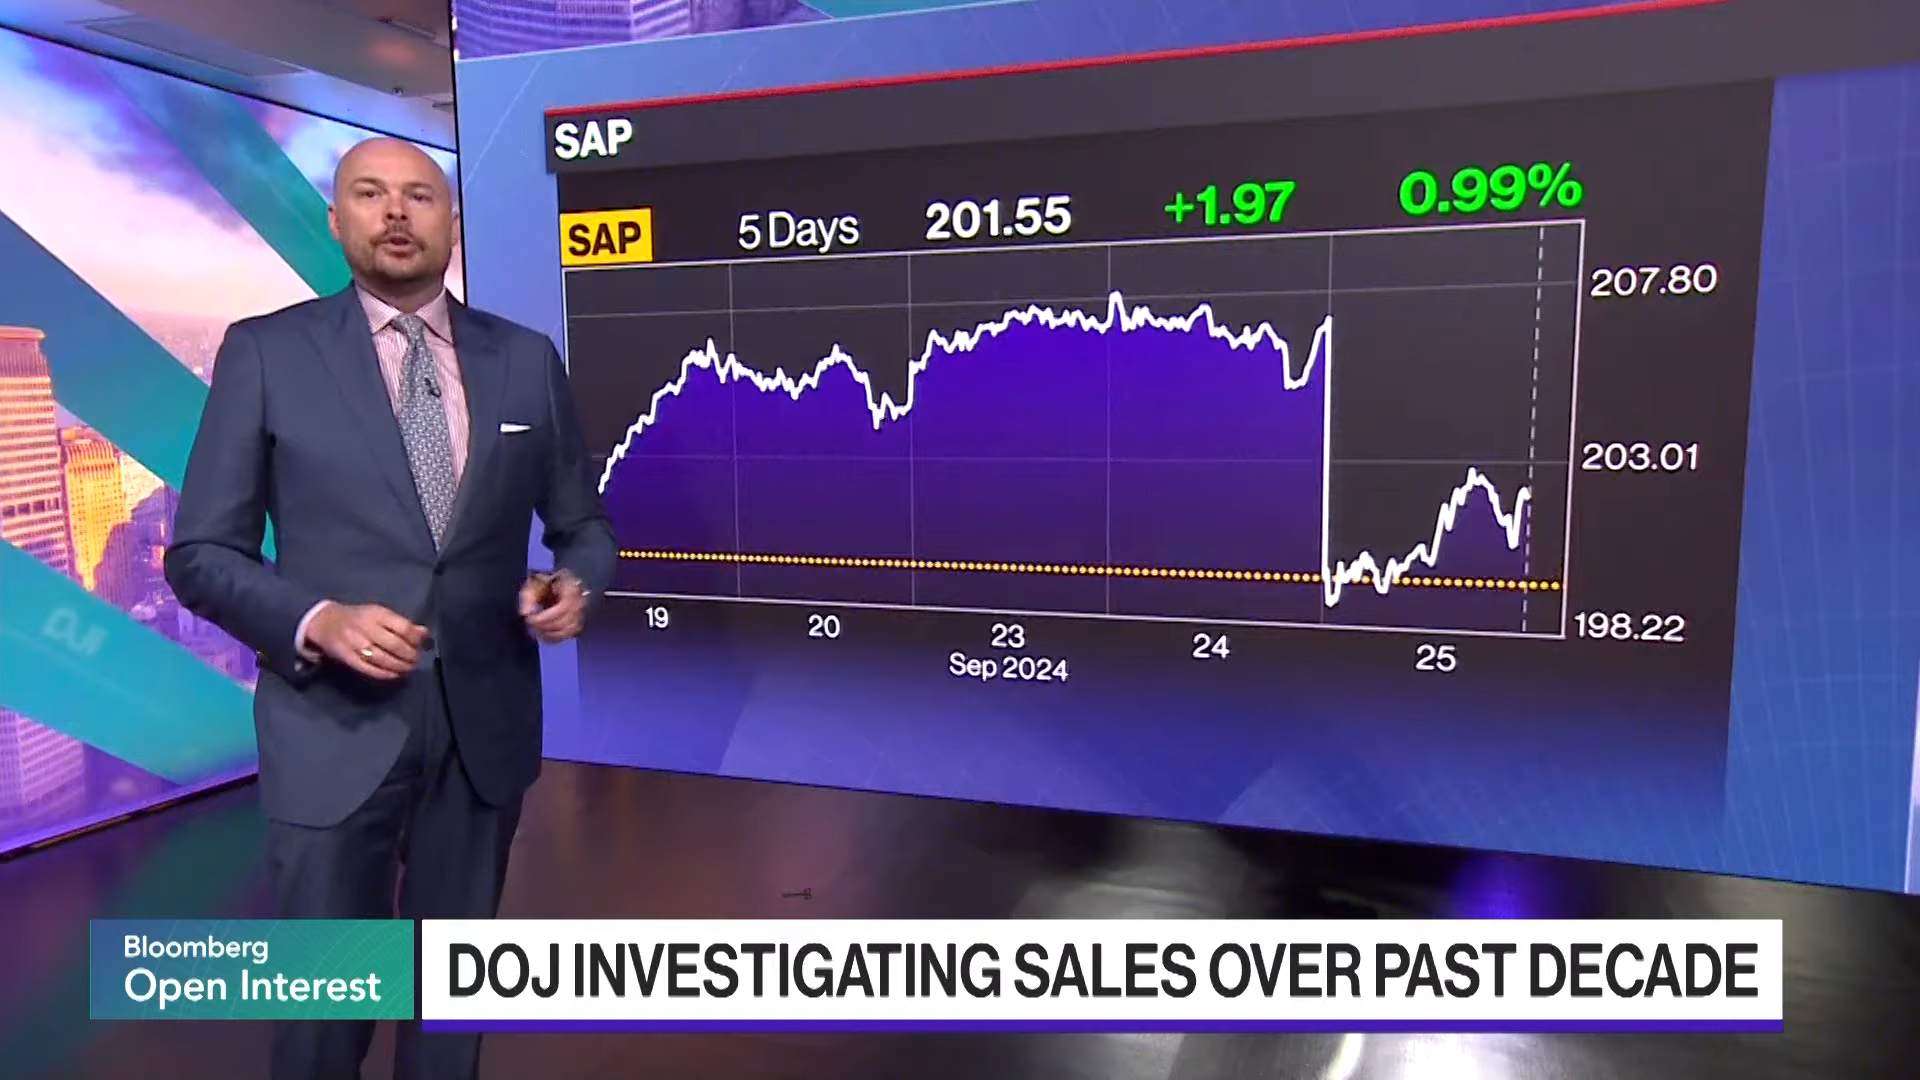 SAP
SAP 5 Days 201.55 +1.97 0.99%
207.80
203.01
198.22
19 20 23 24 25
Sep 2024
DJI
Bloomberg
Open Interest
DOJ INVESTIGATING SALES OVER PAST DECADE